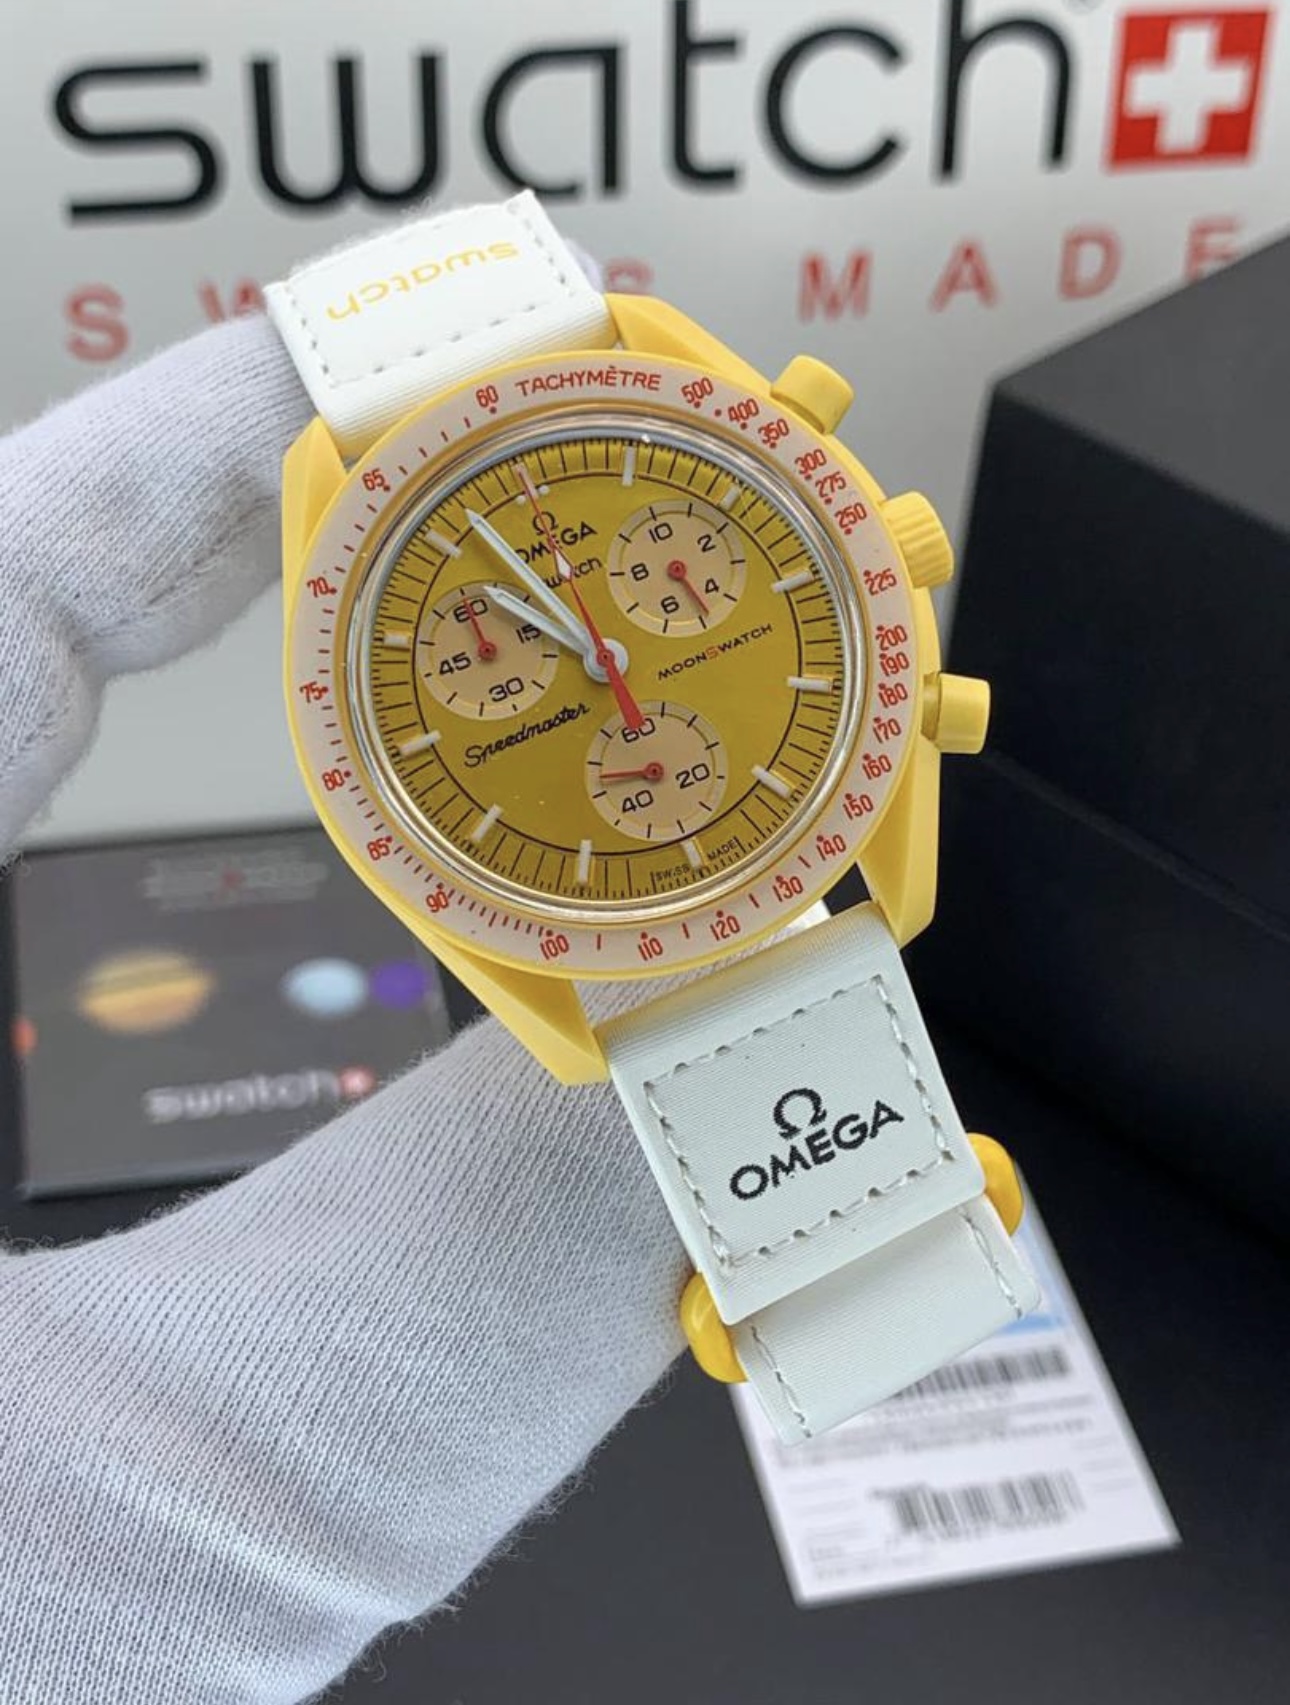 swatch
SWISS MADE
swatch
TACHYMÈTRE
60
500
400
350
300
275
250
225
200
190
180
170
160
150
140
130
120
110
100
90
85
80
75
70
65
Ω
OMEGA
swatch
10 2
8 4
6
60
15
45
30
MOONSWATCH
Speedmaster
60
20
40
SWISS MADE
Ω
OMEGA
swatch